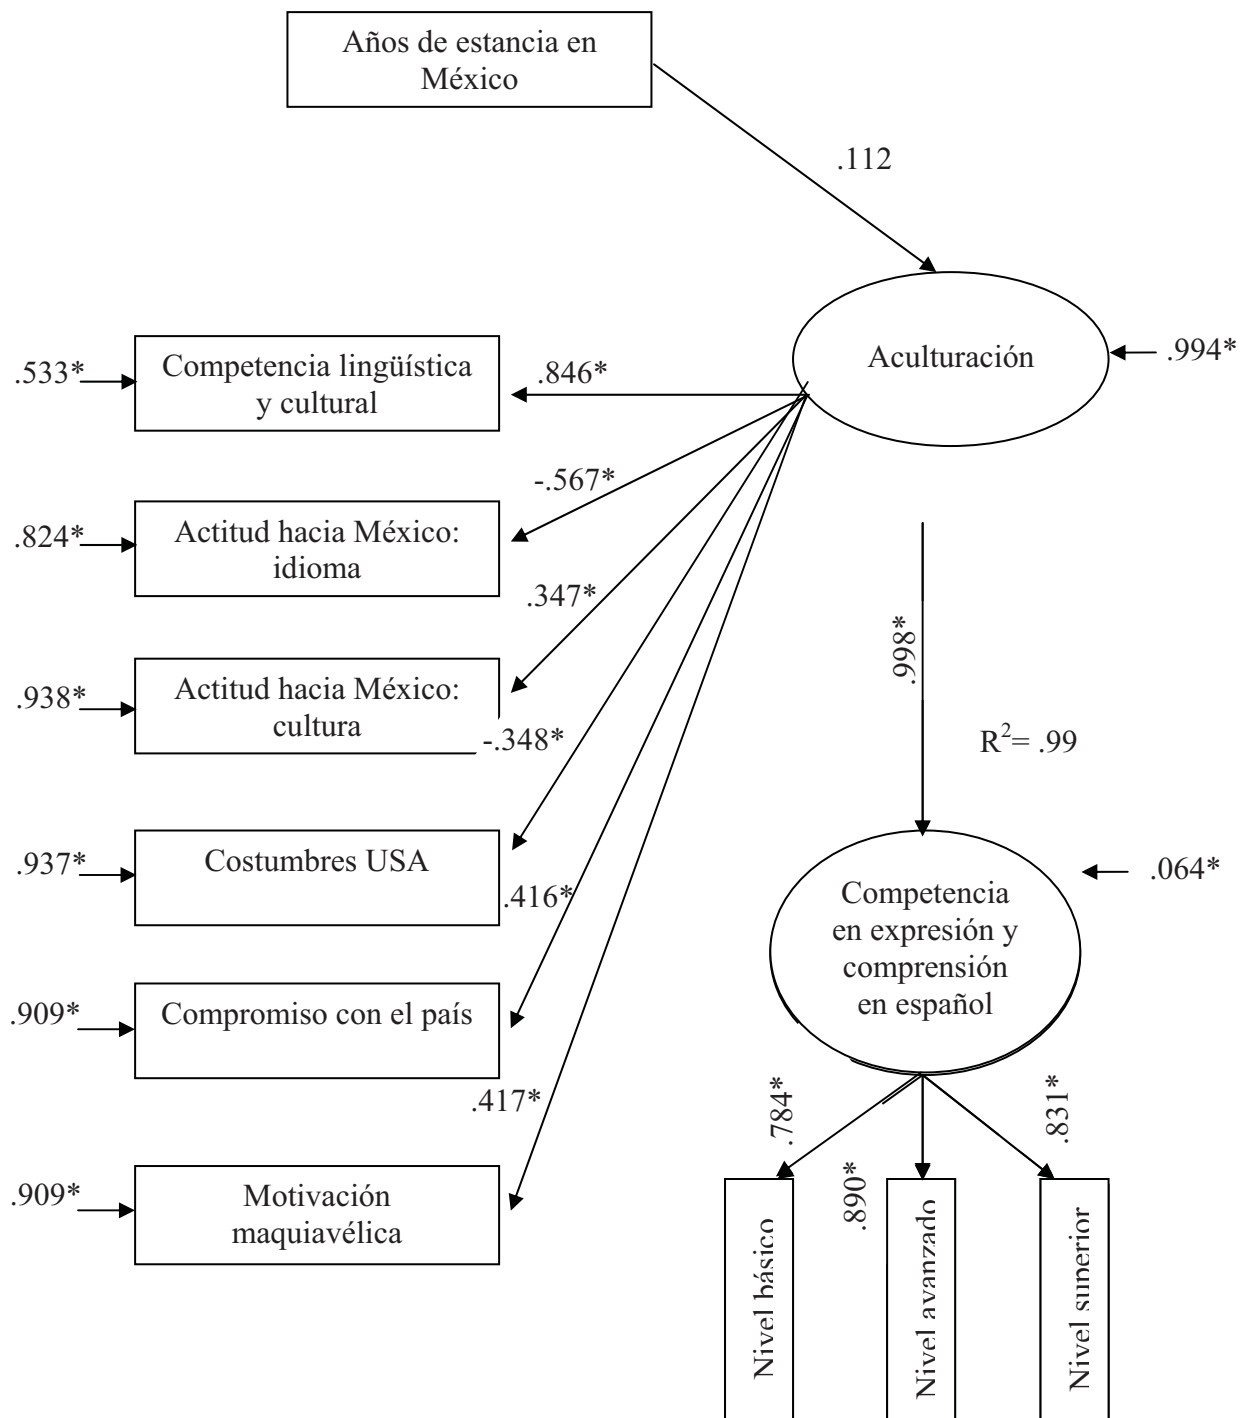 Años de estancia en
México
.112
Aculturación
.994*
.533*
Competencia lingüística
y cultural
.846*
.824*
Actitud hacia México:
idioma
-.567*
.347*
.938*
Actitud hacia México:
cultura
-.348*
.998*
R²= .99
.937*
Costumbres USA
.416*
Competencia
en expresión y
comprensión
en español
.064*
.909*
Compromiso con el país
.417*
.784*
.890*
.831*
.909*
Motivación
maquiavélica
Nivel básico
Nivel avanzado
Nivel superior